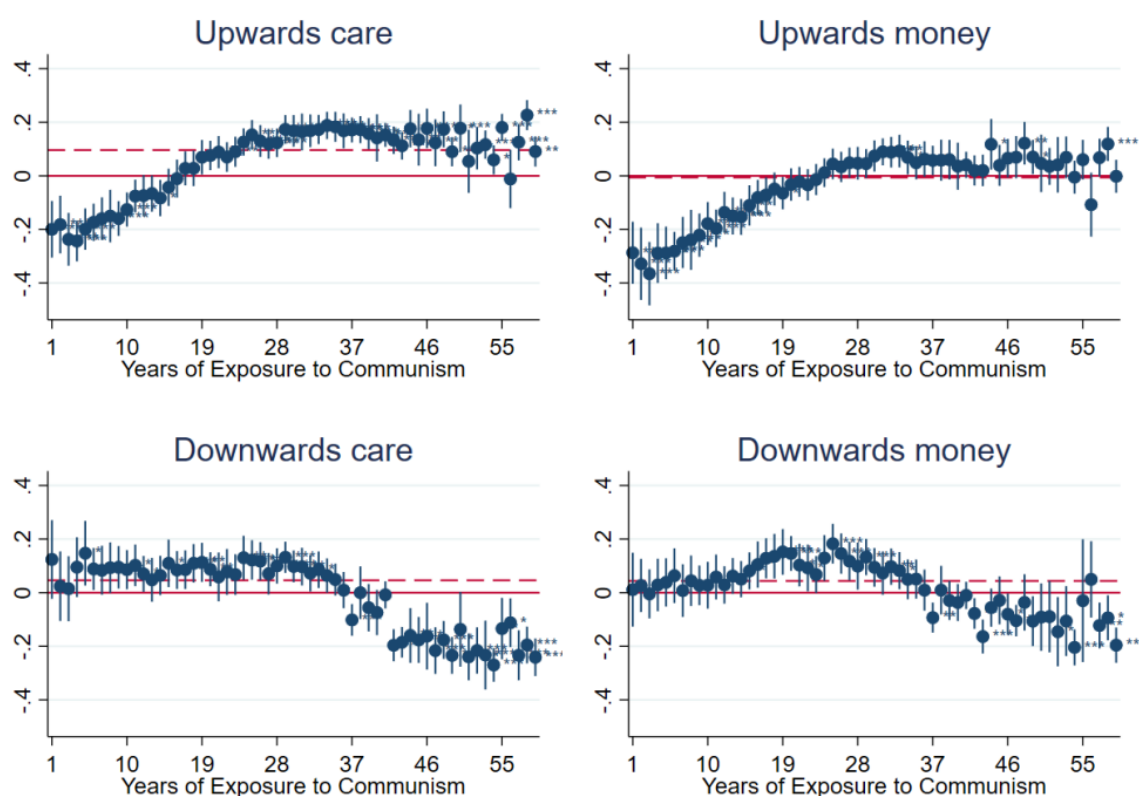 Upwards care
.4
.2
0
-.2
-.4
1 10 19 28 37 46 55
Years of Exposure to Communism
Upwards money
.4
.2
0
-.2
-.4
1 10 19 28 37 46 55
Years of Exposure to Communism
Downwards care
.4
.2
0
-.2
-.4
1 10 19 28 37 46 55
Years of Exposure to Communism
Downwards money
.4
.2
0
-.2
-.4
1 10 19 28 37 46 55
Years of Exposure to Communism